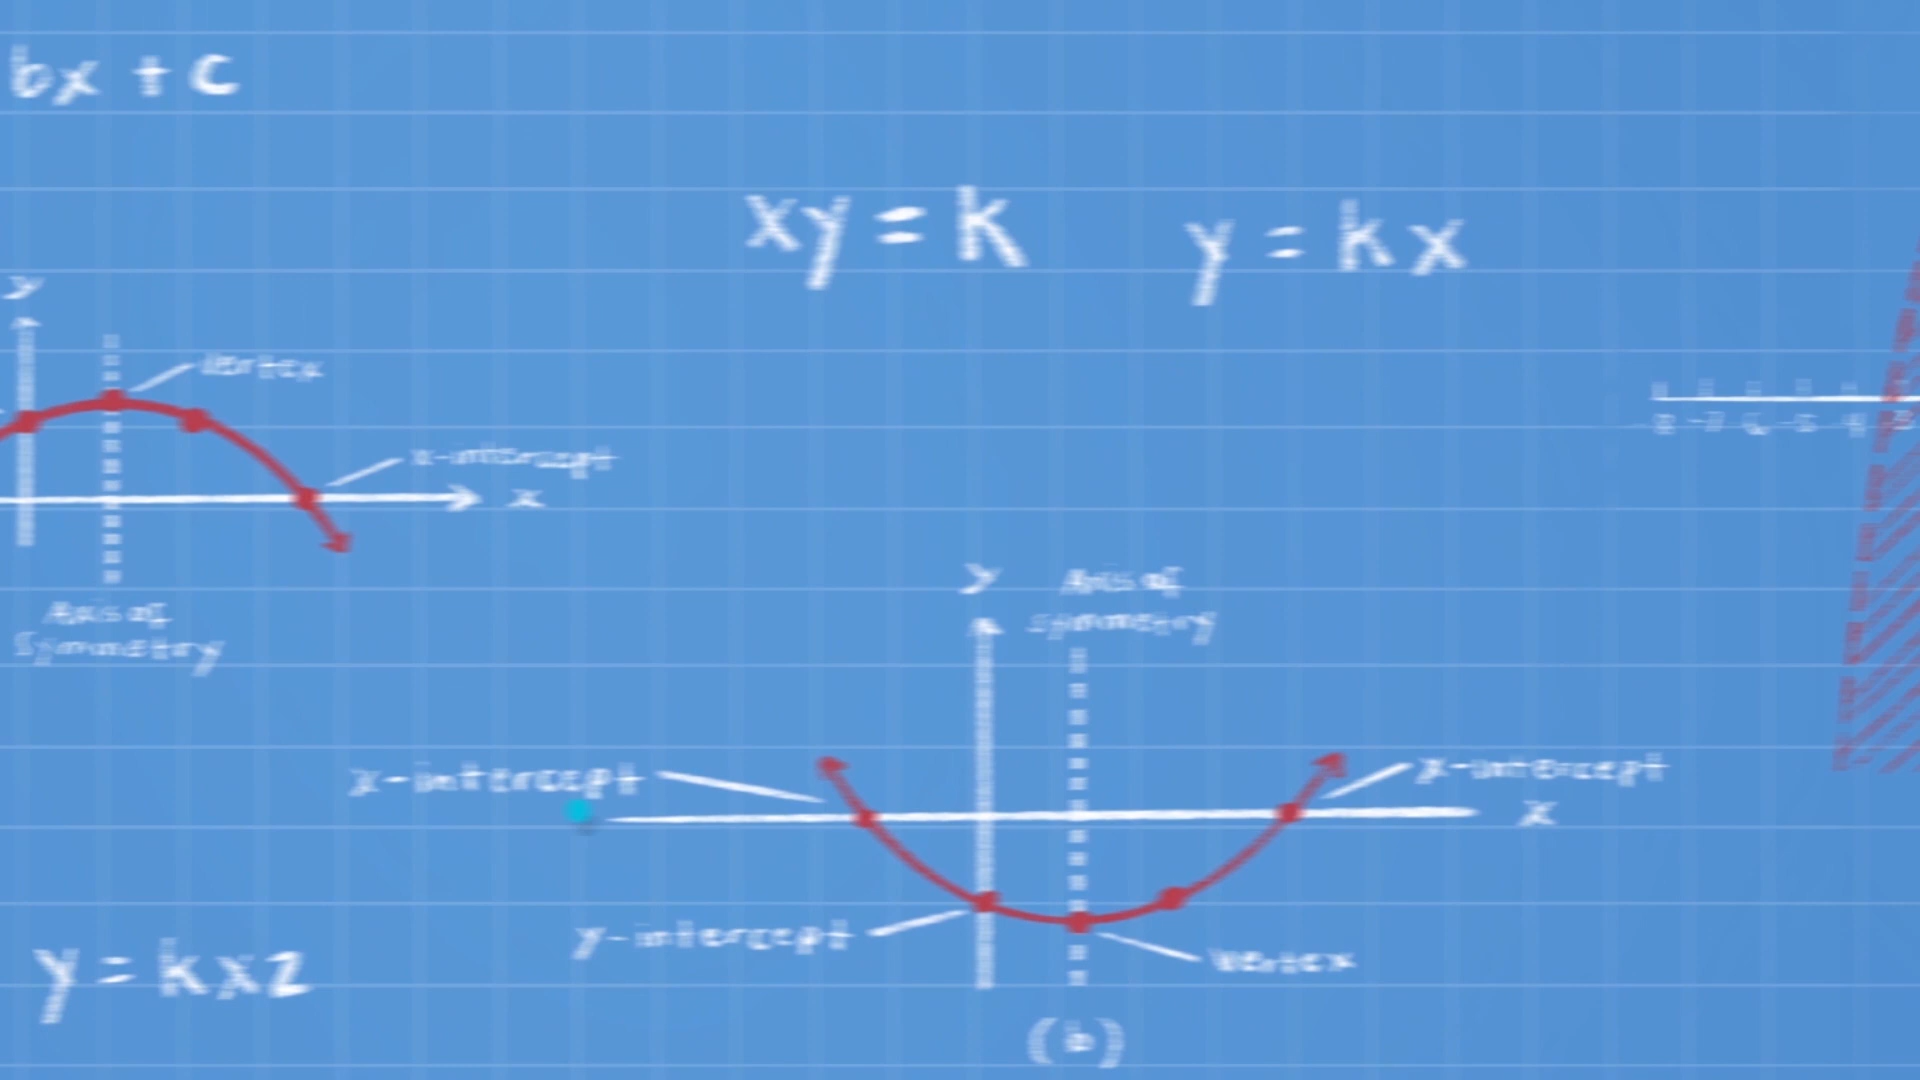 bx + c
xy = k
y = kx
y
vertex
x-intercept
x
Axis of
Symmetry
y
Axis of
symmetry
x-intercept
x-intercept
x
y-intercept
vertex
y = kx2
(b)